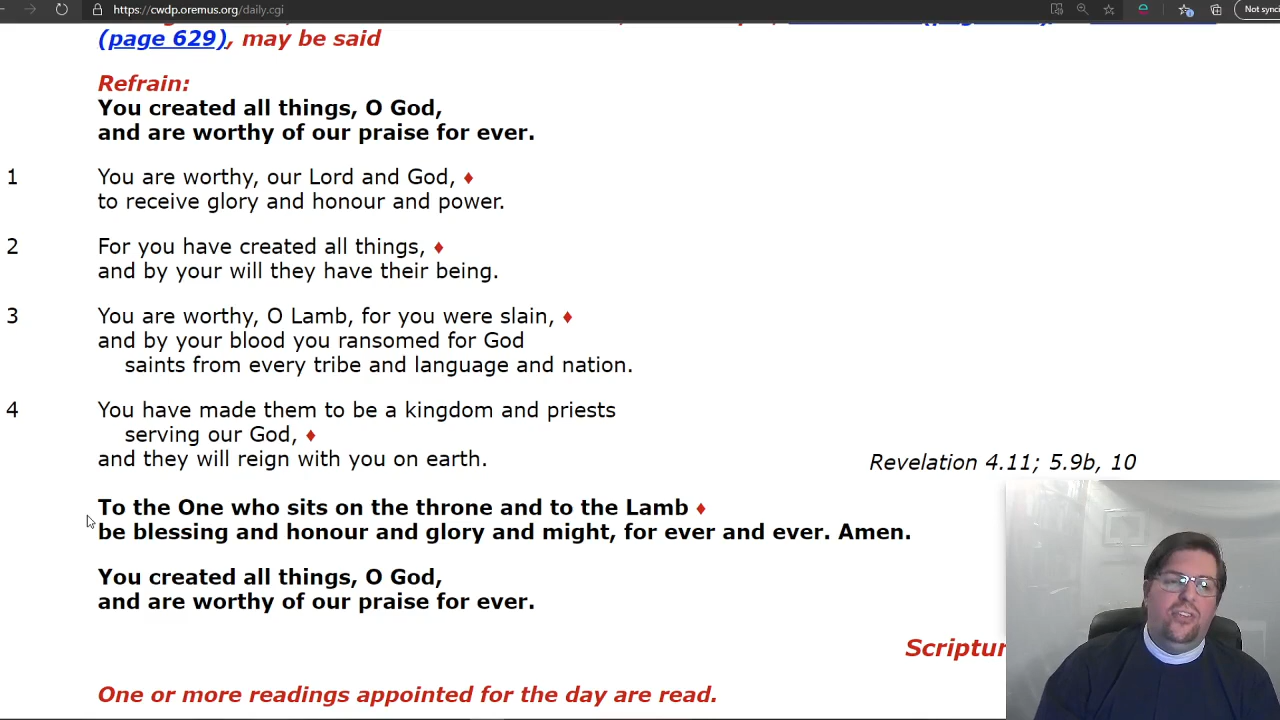 https://cwdp.oremus.org/daily.cgi
Not sync
(page 629), may be said
Refrain:
You created all things, O God,
and are worthy of our praise for ever.
1 You are worthy, our Lord and God, ♦
to receive glory and honour and power.
2 For you have created all things, ♦
and by your will they have their being.
3 You are worthy, O Lamb, for you were slain, ♦
and by your blood you ransomed for God
saints from every tribe and language and nation.
4 You have made them to be a kingdom and priests
serving our God, ♦
and they will reign with you on earth.
Revelation 4.11; 5.9b, 10
To the One who sits on the throne and to the Lamb ♦
be blessing and honour and glory and might, for ever and ever. Amen.
You created all things, O God,
and are worthy of our praise for ever.
Scriptur
One or more readings appointed for the day are read.